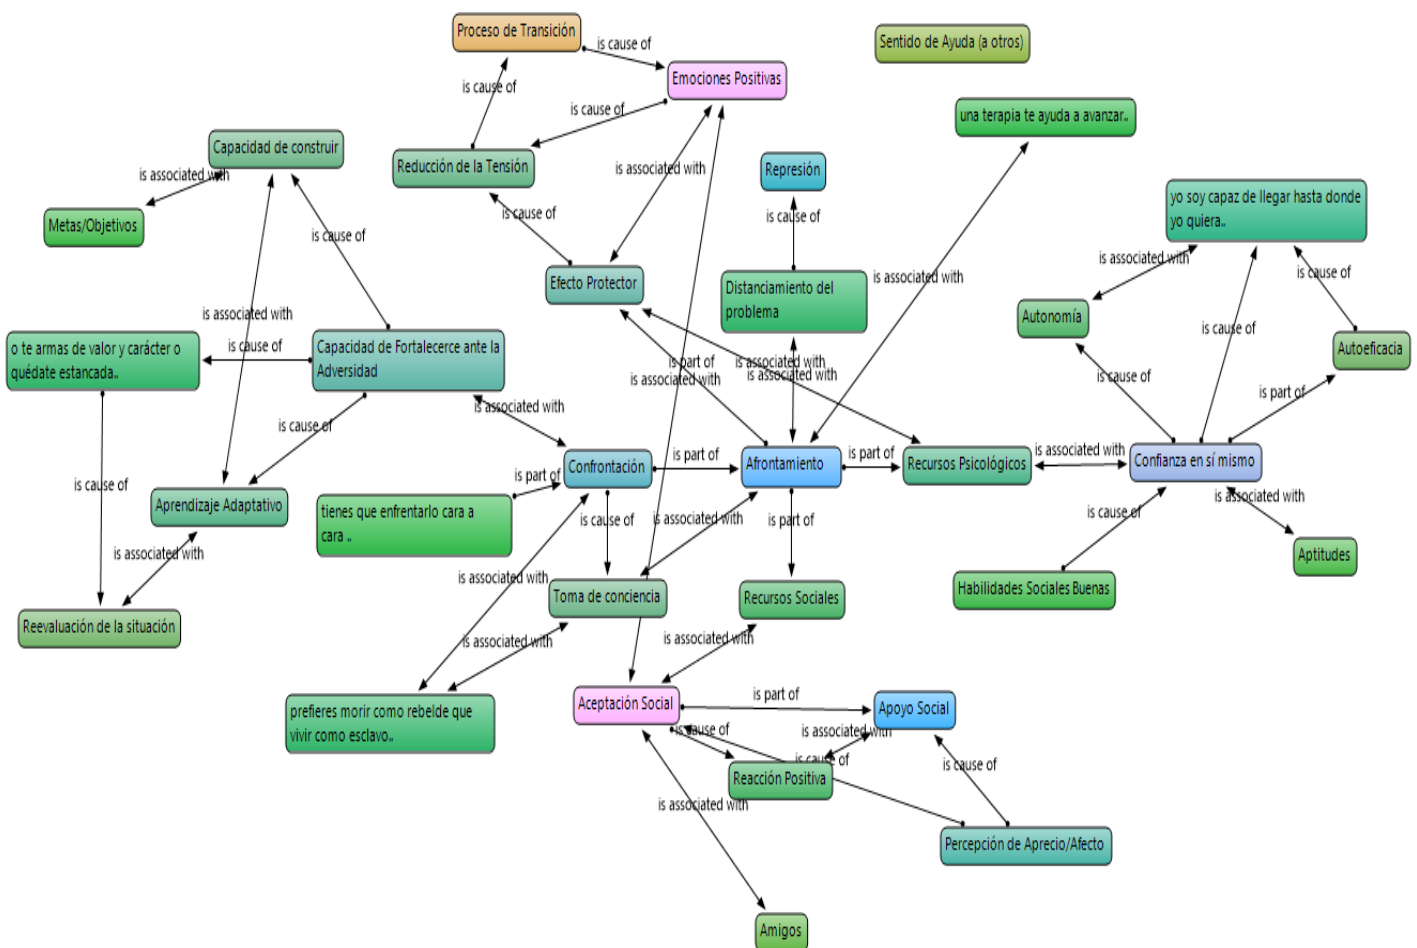 Proceso de Transición
is cause of
Sentido de Ayuda (a otros)
Emociones Positivas
is cause of
is cause of
una terapia te ayuda a avanzar..
Capacidad de construir
Reducción de la Tensión
is associated with
Represión
is associated with
Metas/Objetivos
is cause of
is cause of
yo soy capaz de llegar hasta donde
yo quiera..
is cause of
is associated with
is associated with
is cause of
Efecto Protector
Distanciamiento del
problema
Autonomía
is associated with
is cause of
o te armas de valor y carácter o
quédate estancada..
is cause of
Capacidad de Fortalecerce ante la
Adversidad
is cause of
Autoeficacia
is part of
is associated with
is associated with
is associated with
is cause of
is part of
is associated with
is cause of
Confrontación
is part of
Afrontamiento
is part of
Recursos Psicológicos
is associated with
Confianza en sí mismo
is cause of
is part of
Aprendizaje Adaptativo
tienes que enfrentarlo cara a
cara ..
is cause of
is associated with
is part of
is cause of
is associated with
is associated with
Aptitudes
is associated with
Toma de conciencia
Recursos Sociales
Habilidades Sociales Buenas
Reevaluación de la situación
is associated with
is associated with
Aceptación Social
is part of
Apoyo Social
prefieres morir como rebelde que
vivir como esclavo..
is cause of
is associated with
is cause of
is cause of
Reacción Positiva
is associated with
Percepción de Aprecio/Afecto
Amigos